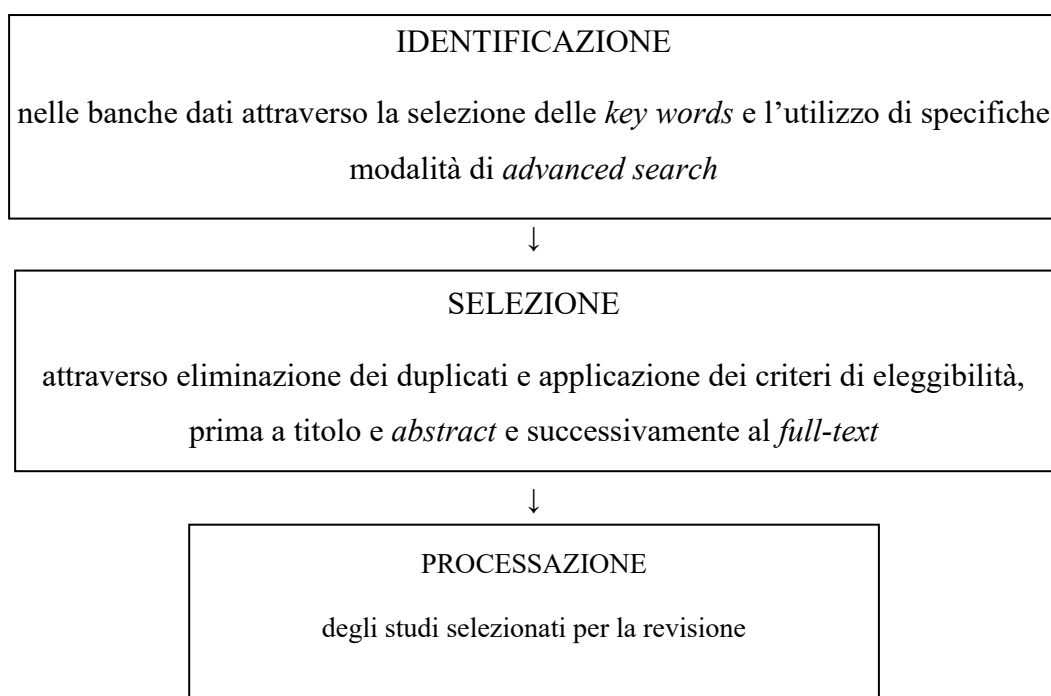 IDENTIFICAZIONE
nelle banche dati attraverso la selezione delle key words e l’utilizzo di specifiche
modalità di advanced search
↓
SELEZIONE
attraverso eliminazione dei duplicati e applicazione dei criteri di eleggibilità,
prima a titolo e abstract e successivamente al full-text
↓
PROCESSAZIONE
degli studi selezionati per la revisione